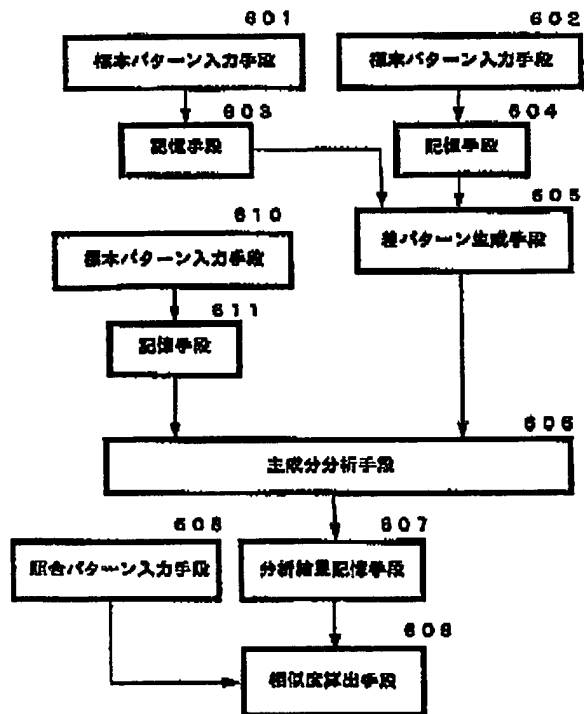 601
602
標本パターン入力手段
標本パターン入力手段
603
604
記憶手段
記憶手段
605
610
差パターン生成手段
標本パターン入力手段
611
記憶手段
606
主成分分析手段
608
607
照合パターン入力手段
分析結果記憶手段
609
相似度算出手段